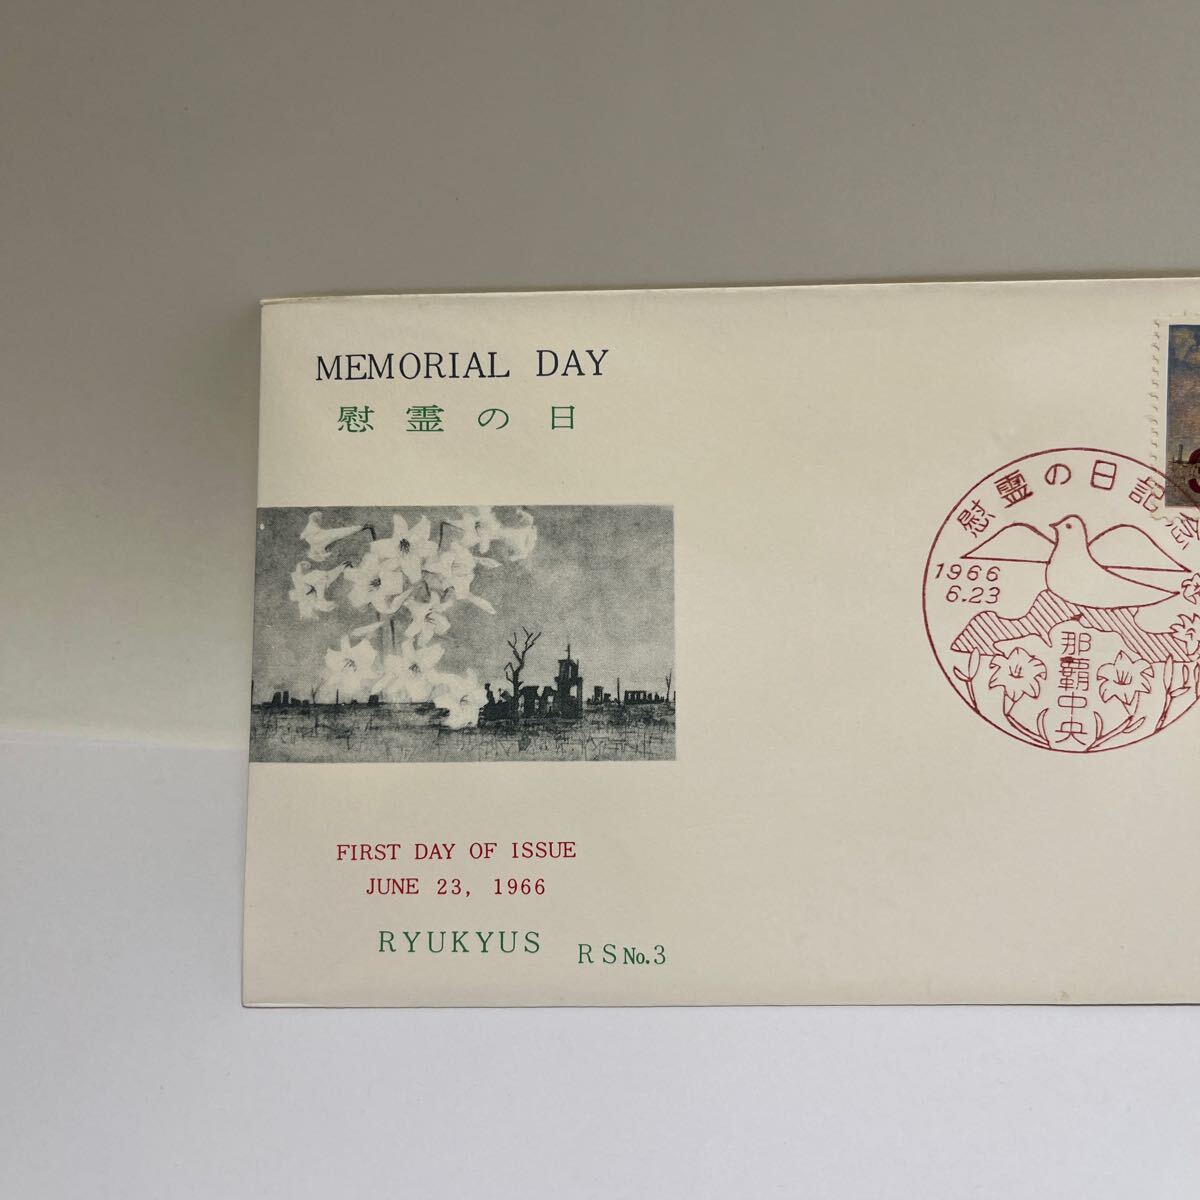 MEMORIAL DAY
慰霊の日
慰霊の日記念
1966
6.23
那覇中央
FIRST DAY OF ISSUE
JUNE 23, 1966
RYUKYUS RS No.3